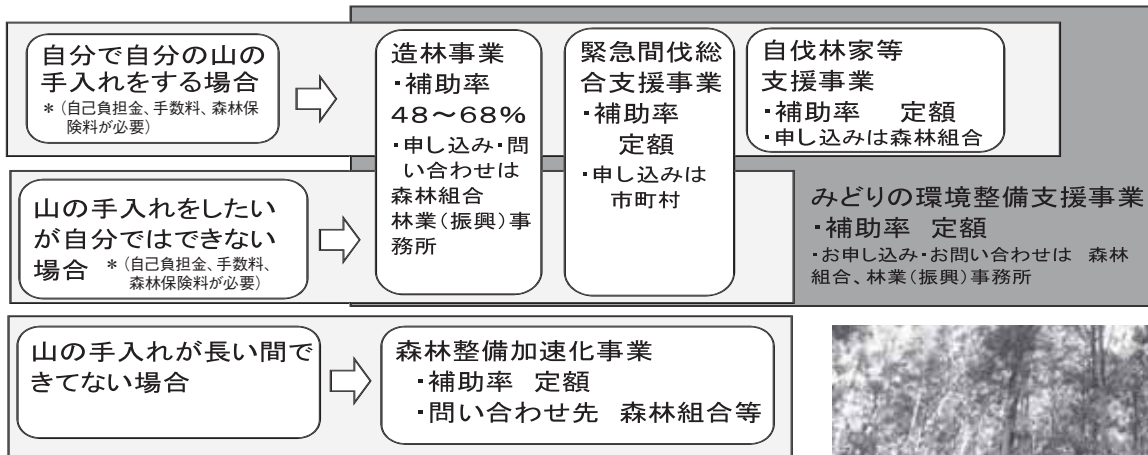 自分で自分の山の
手入れをする場合
＊（自己負担金、手数料、森林保
険料が必要）
造林事業
・補助率
48～68%
・申し込み・問
い合わせは
森林組合
林業（振興）事
務所
緊急間伐総
合支援事業
・補助率
定額
・申し込みは
市町村
自伐林家等
支援事業
・補助率　定額
・申し込みは森林組合
山の手入れをしたい
が自分ではできない
場合 ＊（自己負担金、手数料、
森林保険料が必要）
みどりの環境整備支援事業
・補助率　定額
・お申し込み・お問い合わせは　森林
組合、林業（振興）事務所
山の手入れが長い間で
きてない場合
森林整備加速化事業
・補助率　定額
・問い合わせ先　森林組合等